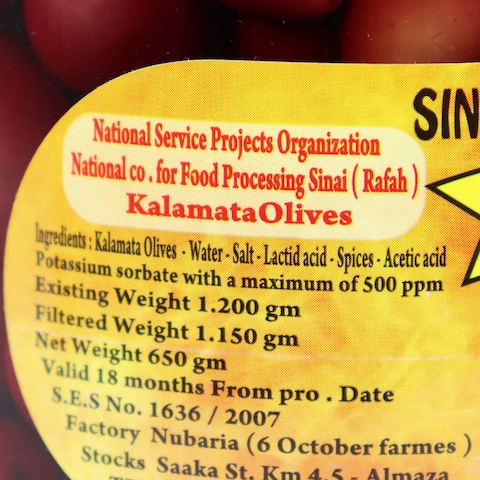 SIN
National Service Projects Organization
National co . for Food Processing Sinai ( Rafah )
KalamataOlives
Ingredients : Kalamata Olives - Water - Salt - Lactid acid - Spices - Acetic acid
Potassium sorbate with a maximum of 500 ppm
Existing Weight 1.200 gm
Filtered Weight 1.150 gm
Net Weight 650 gm
Valid 18 months From pro . Date
S.E.S No. 1636 / 2007
Factory Nubaria ( 6 October farmes )
Stocks Saaka St. Km 4.5 - Almaza